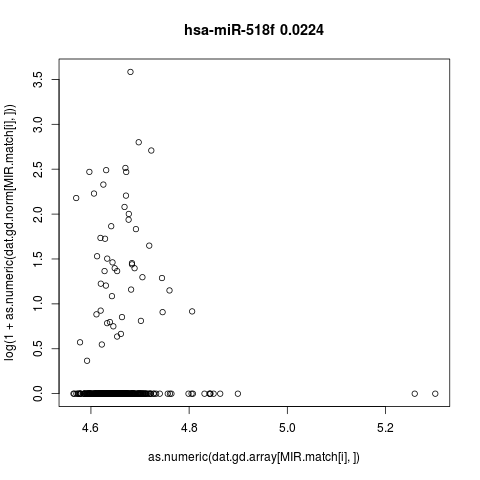 hsa-miR-518f 0.0224
log(1 + as.numeric(dat.gd.norm[MIR.match[i], ]))
3.5
3.0
2.5
2.0
1.5
1.0
0.5
0.0
4.6 4.8 5.0 5.2
as.numeric(dat.gd.array[MIR.match[i], ])